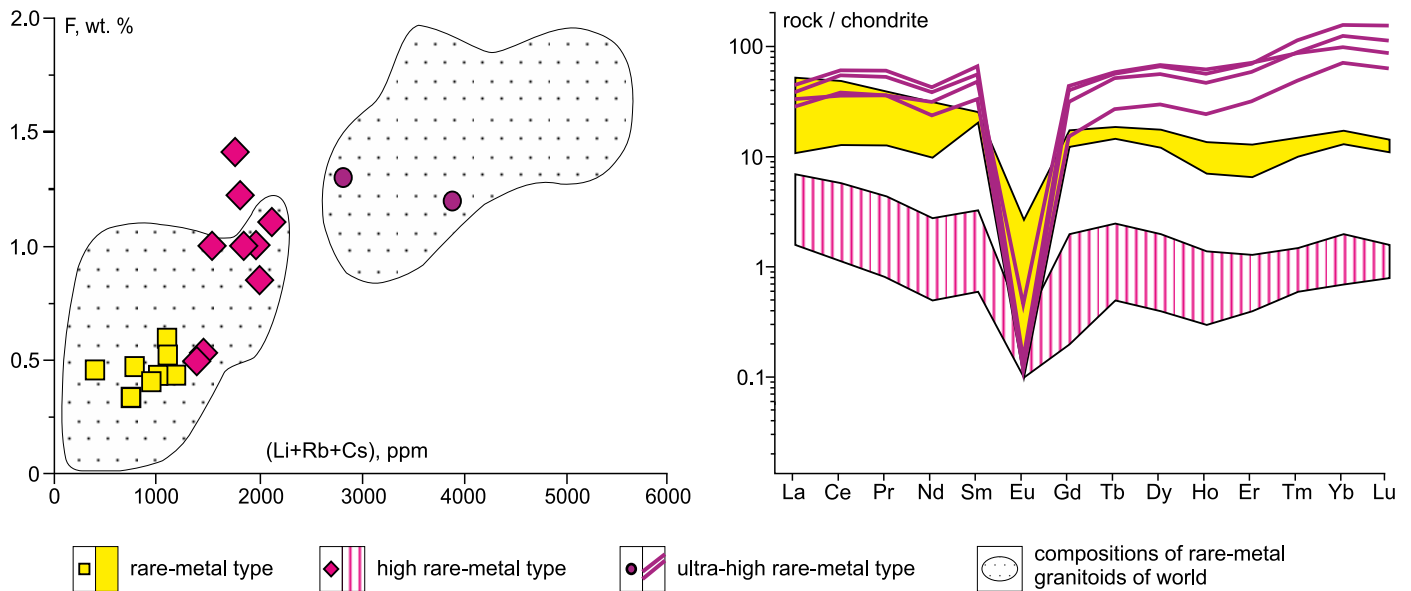 2.0
F, wt. %
1.5
1.0
0.5
0
(Li+Rb+Cs), ppm
0 1000 2000 3000 4000 5000 6000
rock / chondrite
100
10
1
0.1
La Ce Pr Nd Sm Eu Gd Tb Dy Ho Er Tm Yb Lu
rare-metal type
high rare-metal type
ultra-high rare-metal type
compositions of rare-metal
granitoids of world